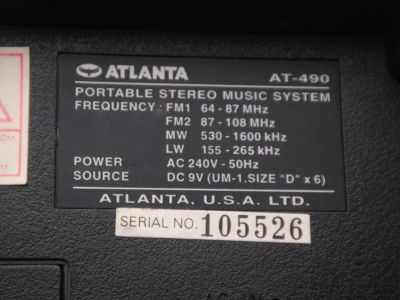 ATLANTA AT-490
PORTABLE STEREO MUSIC SYSTEM
FREQUENCY: FM1 64 - 87 MHz
FM2 87 - 108 MHz
MW 530 - 1600 kHz
LW 155 - 265 kHz
POWER AC 240V - 50Hz
SOURCE DC 9V (UM-1.SIZE "D" x 6)
ATLANTA, U.S.A. LTD.
SERIAL NO. 105526